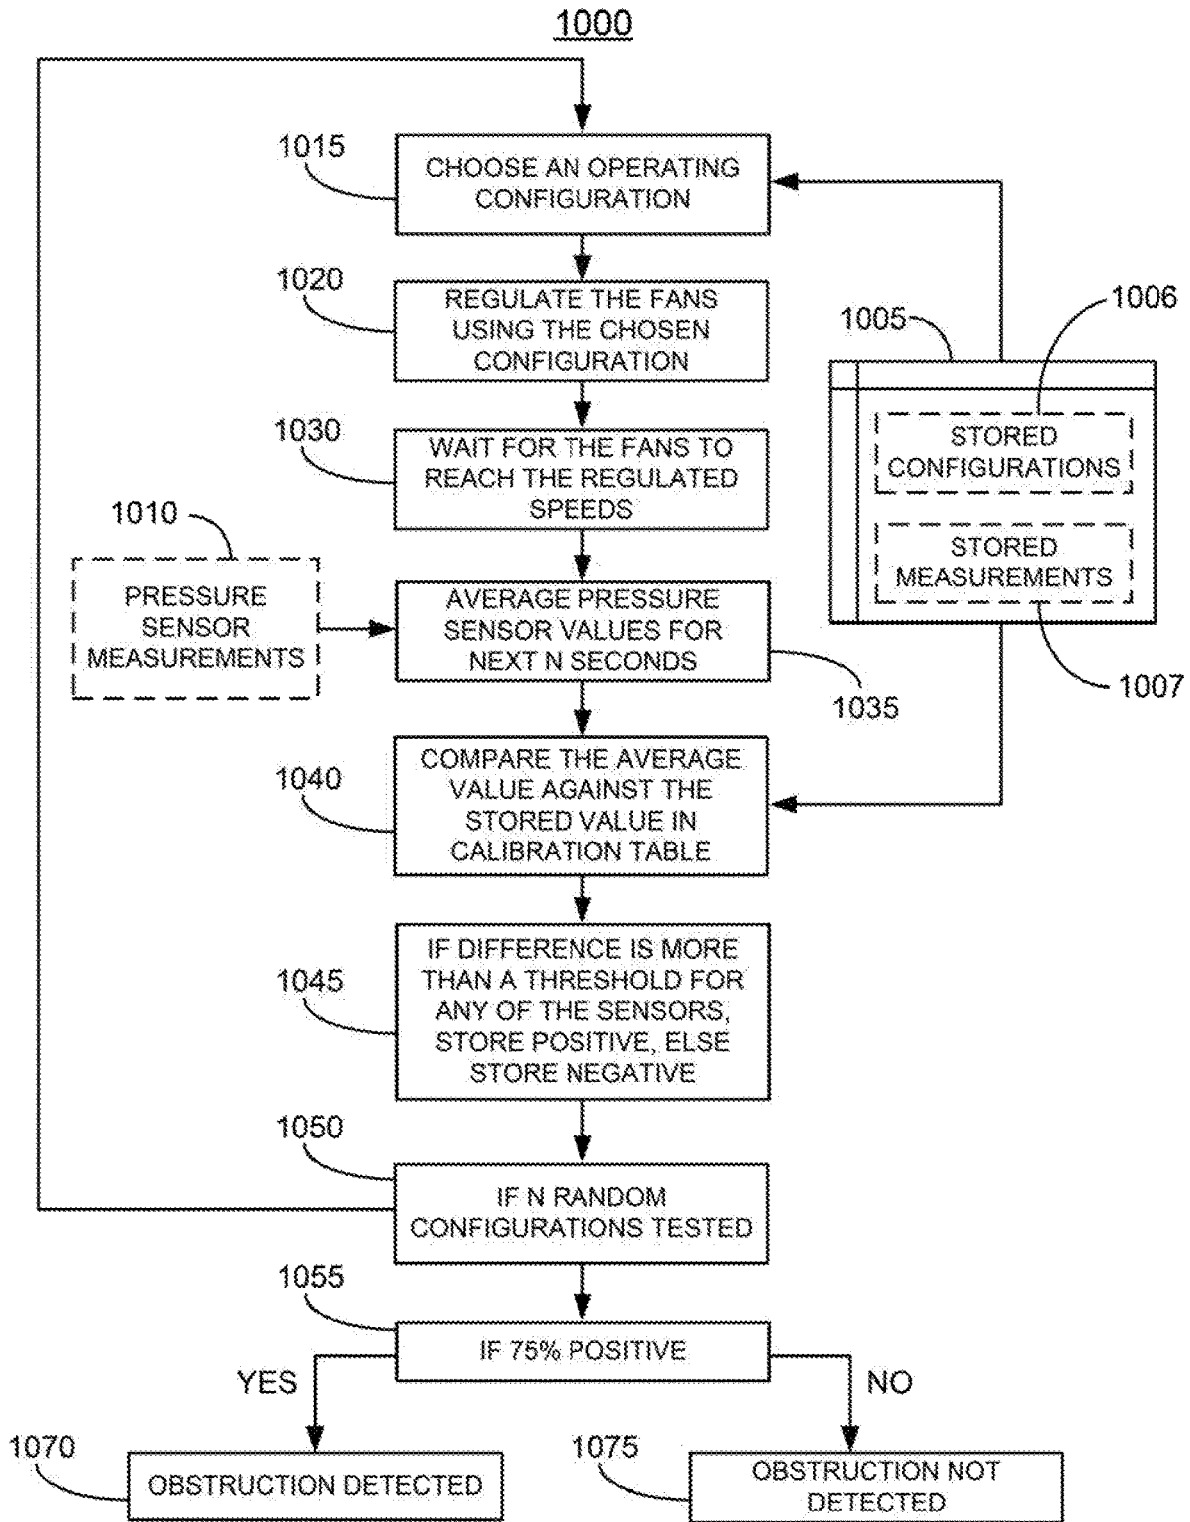 1000
1015
CHOOSE AN OPERATING
CONFIGURATION
1020
REGULATE THE FANS
USING THE CHOSEN
CONFIGURATION
1006
1005
STORED
CONFIGURATIONS
STORED
MEASUREMENTS
1007
1030
WAIT FOR THE FANS TO
REACH THE REGULATED
SPEEDS
1010
PRESSURE
SENSOR
MEASUREMENTS
AVERAGE PRESSURE
SENSOR VALUES FOR
NEXT N SECONDS
1035
1040
COMPARE THE AVERAGE
VALUE AGAINST THE
STORED VALUE IN
CALIBRATION TABLE
1045
IF DIFFERENCE IS MORE
THAN A THRESHOLD FOR
ANY OF THE SENSORS,
STORE POSITIVE, ELSE
STORE NEGATIVE
1050
IF N RANDOM
CONFIGURATIONS TESTED
1055
IF 75% POSITIVE
YES
NO
1070
OBSTRUCTION DETECTED
1075
OBSTRUCTION NOT
DETECTED